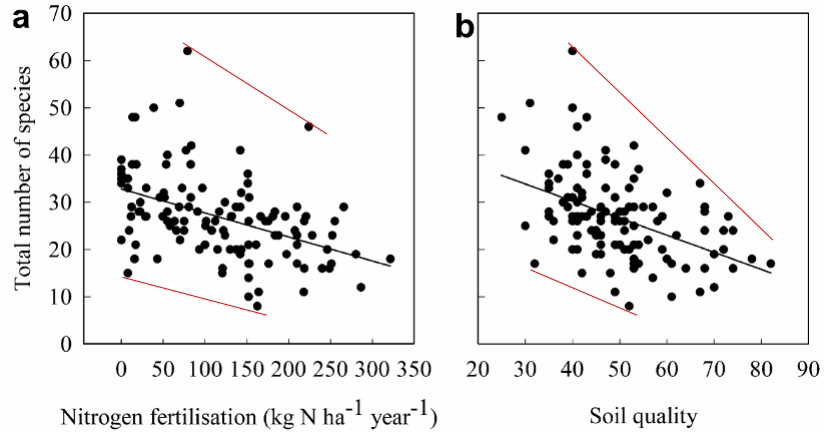 a
b
Total number of species
70
60
50
40
30
20
10
0
0 50 100 150 200 250 300 350
20 30 40 50 60 70 80 90
Nitrogen fertilisation (kg N ha⁻¹ year⁻¹)
Soil quality